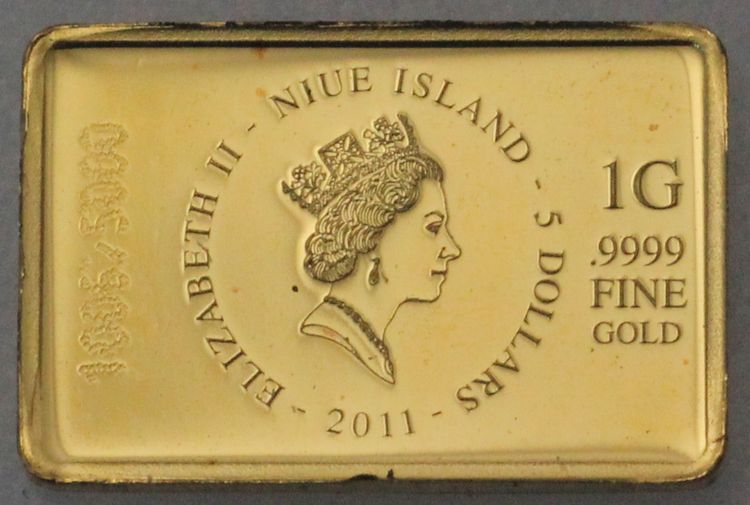 ELIZABETH II - NIUE ISLAND - 5 DOLLARS - 2011 -
1G
.9999
FINE
GOLD